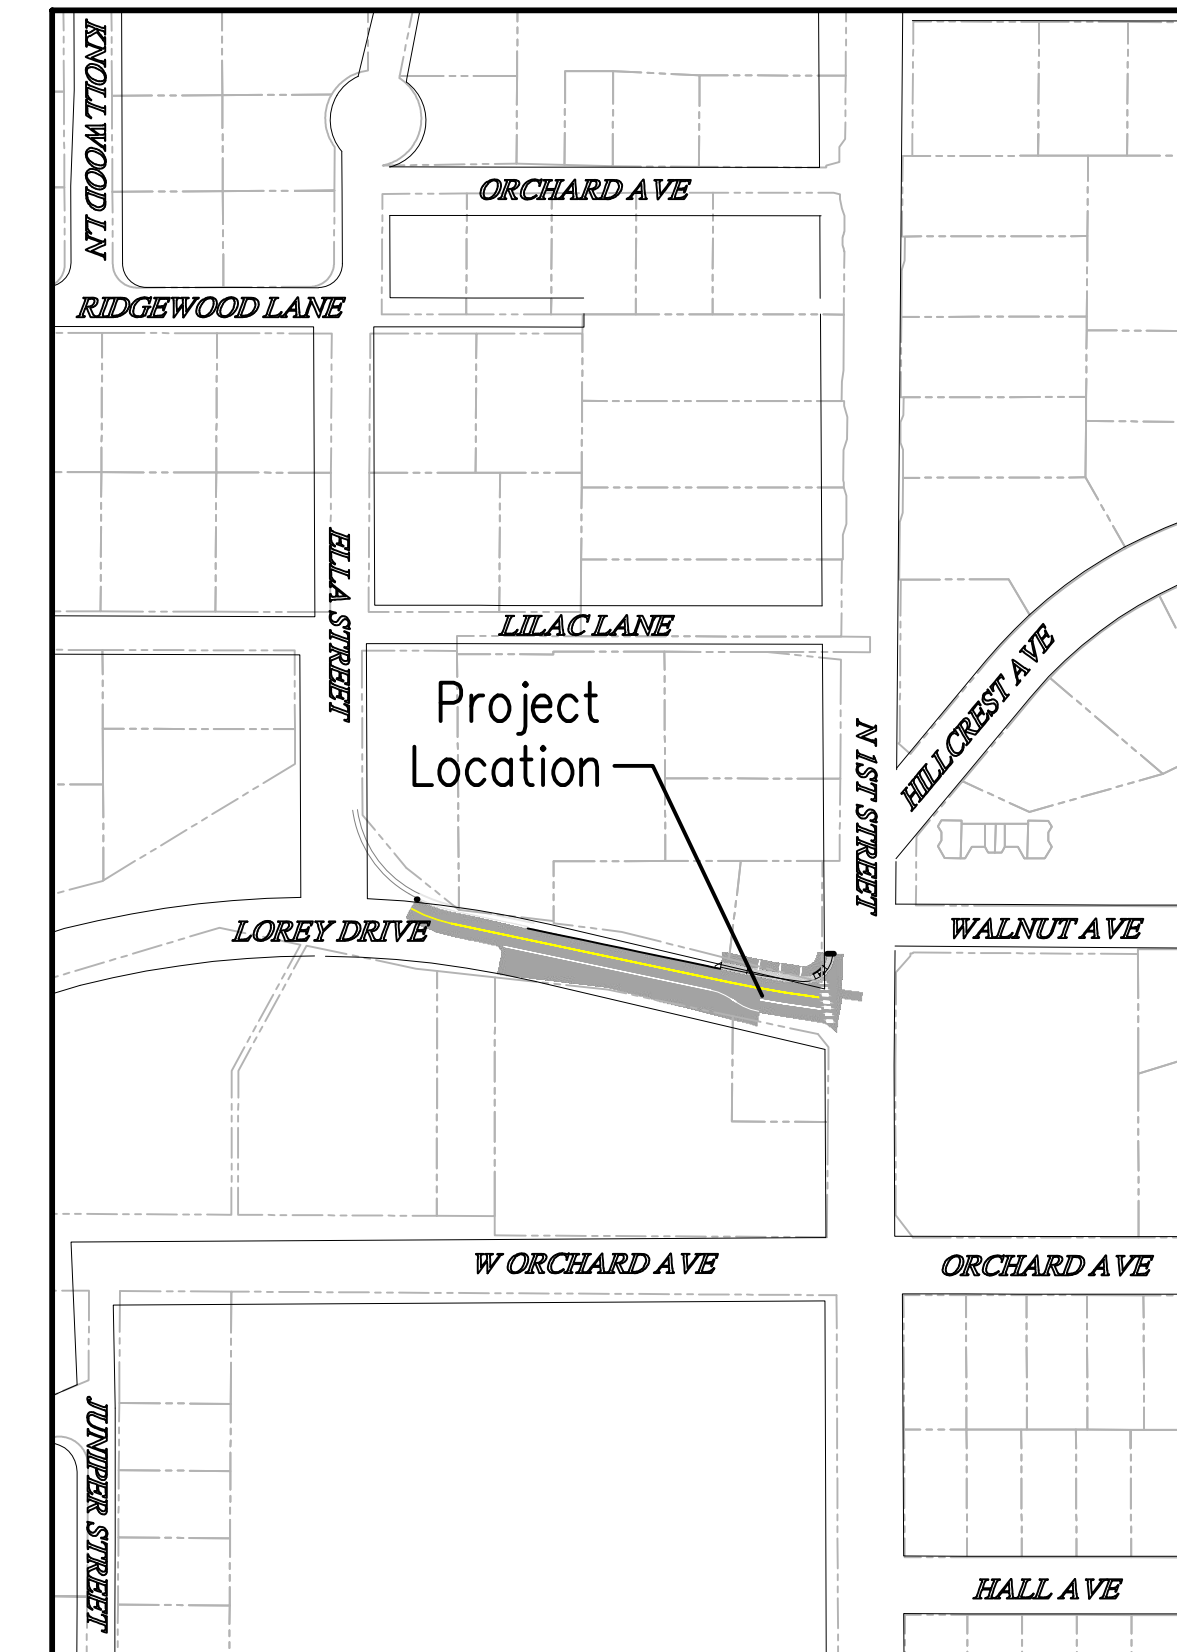 KNOLLWOOD LN
ORCHARD AVE
RIDGEWOOD LANE
ELLA STREET
LILAC LANE
HILLCREST AVE
Project
Location
N 1ST STREET
LOREY DRIVE
WALNUT AVE
W ORCHARD AVE
ORCHARD AVE
JUNIPER STREET
HALL AVE